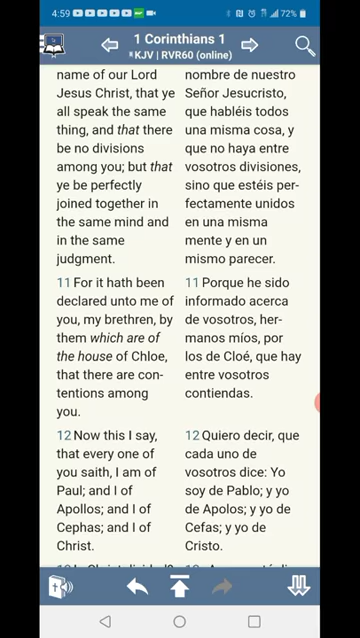 4:59
72%
1 Corinthians 1
KJV | RVR60 (online)
name of our Lord
Jesus Christ, that ye
all speak the same
thing, and that there
be no divisions
among you; but that
ye be perfectly
joined together in
the same mind and
in the same
judgment.
11 For it hath been
declared unto me of
you, my brethren, by
them which are of
the house of Chloe,
that there are con-
tentions among
you.
12 Now this I say,
that every one of
you saith, I am of
Paul; and I of
Apollos; and I of
Cephas; and I of
Christ.
nombre de nuestro
Señor Jesucristo,
que habléis todos
una misma cosa, y
que no haya entre
vosotros divisiones,
sino que estéis per-
fectamente unidos
en una misma
mente y en un
mismo parecer.
11 Porque he sido
informado acerca
de vosotros, her-
manos míos, por
los de Cloé, que hay
entre vosotros
contiendas.
12 Quiero decir, que
cada uno de
vosotros dice: Yo
soy de Pablo; y yo
de Apolos; y yo de
Cefas; y yo de
Cristo.